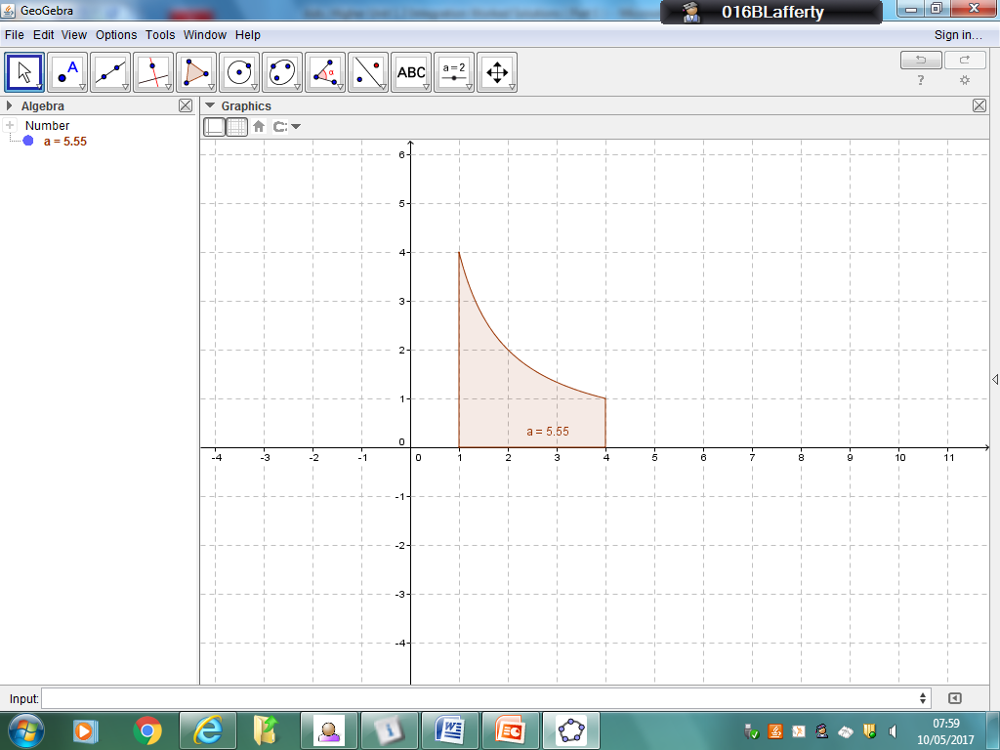 GeoGebra
016BLafferty
File Edit View Options Tools Window Help
Sign in...
A
α
ABC
a = 2
?
Algebra
Graphics
Number
a = 5.55
6
5
4
3
2
1
0
-4 -3 -2 -1 0 1 2 3 4 5 6 7 8 9 10 11
a = 5.55
-1
-2
-3
-4
Input:
07:59
10/05/2017